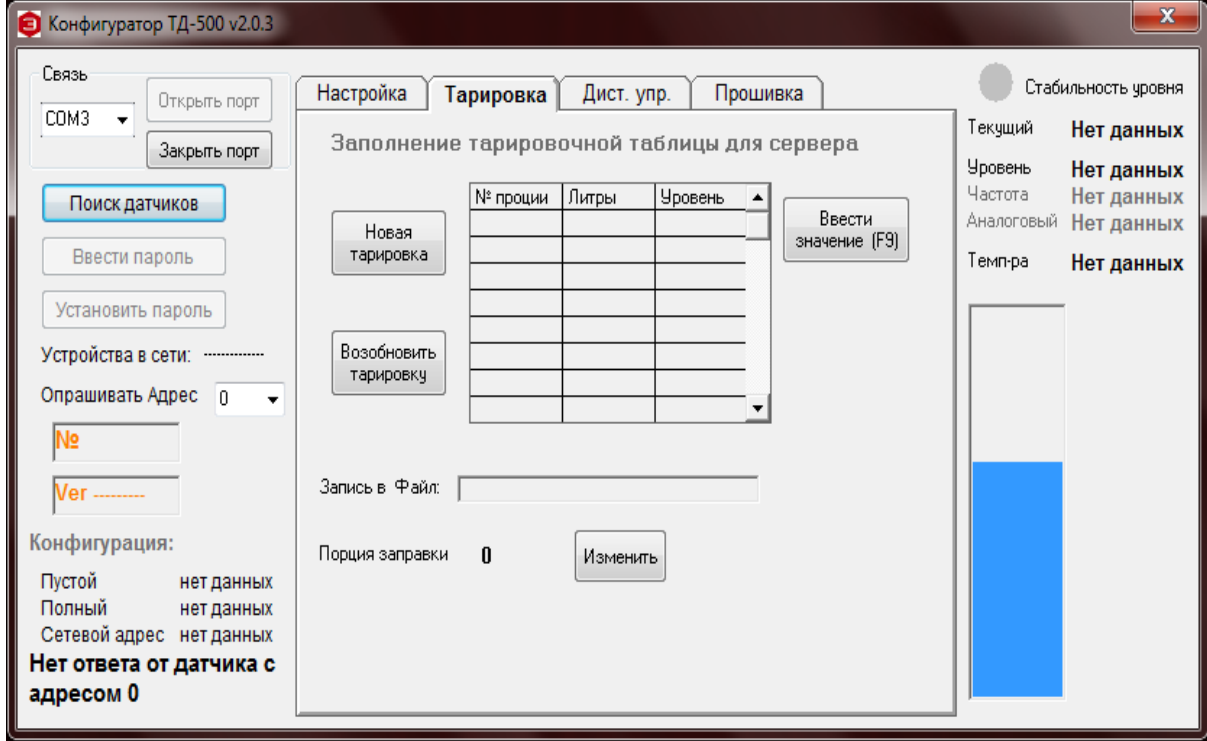 Конфигуратор ТД-500 v2.0.3
Связь
COM3
Открыть порт
Закрыть порт
Поиск датчиков
Ввести пароль
Установить пароль
Устройства в сети: -------------
Опрашивать Адрес 0
№
Ver ---------
Конфигурация:
Пустой нет данных
Полный нет данных
Сетевой адрес нет данных
Нет ответа от датчика с
адресом 0
Настройка Тарировка Дист. упр. Прошивка
Заполнение тарировочной таблицы для сервера
Новая
тарировка
Возобновить
тарировку
№ проции Литры Уровень
Ввести
значение (F9)
Запись в Файл:
Порция заправки 0 Изменить
Стабильность уровня
Текущий Нет данных
Уровень Нет данных
Частота Нет данных
Аналоговый Нет данных
Темп-ра Нет данных